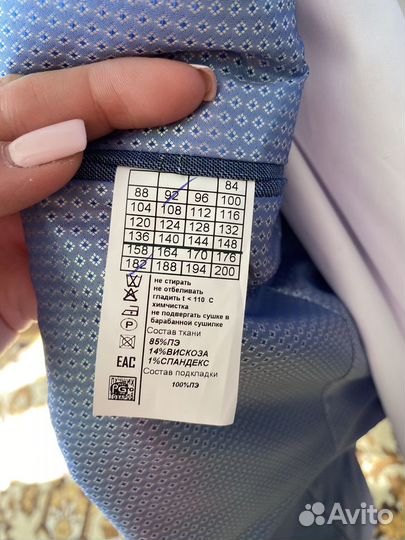 84
88 92 96 100
104 108 112 116
120 124 128 132
136 140 144 148
158 164 170 176
182 188 194 200
не стирать
не отбеливать
гладить t < 110 С
химчистка
не подвергать сушке в
барабанной сушилке
Состав ткани
85%ПЭ
14%ВИСКОЗА
1%СПАНДЕКС
Состав подкладки
100%ПЭ
P
EAC
PG
Avito